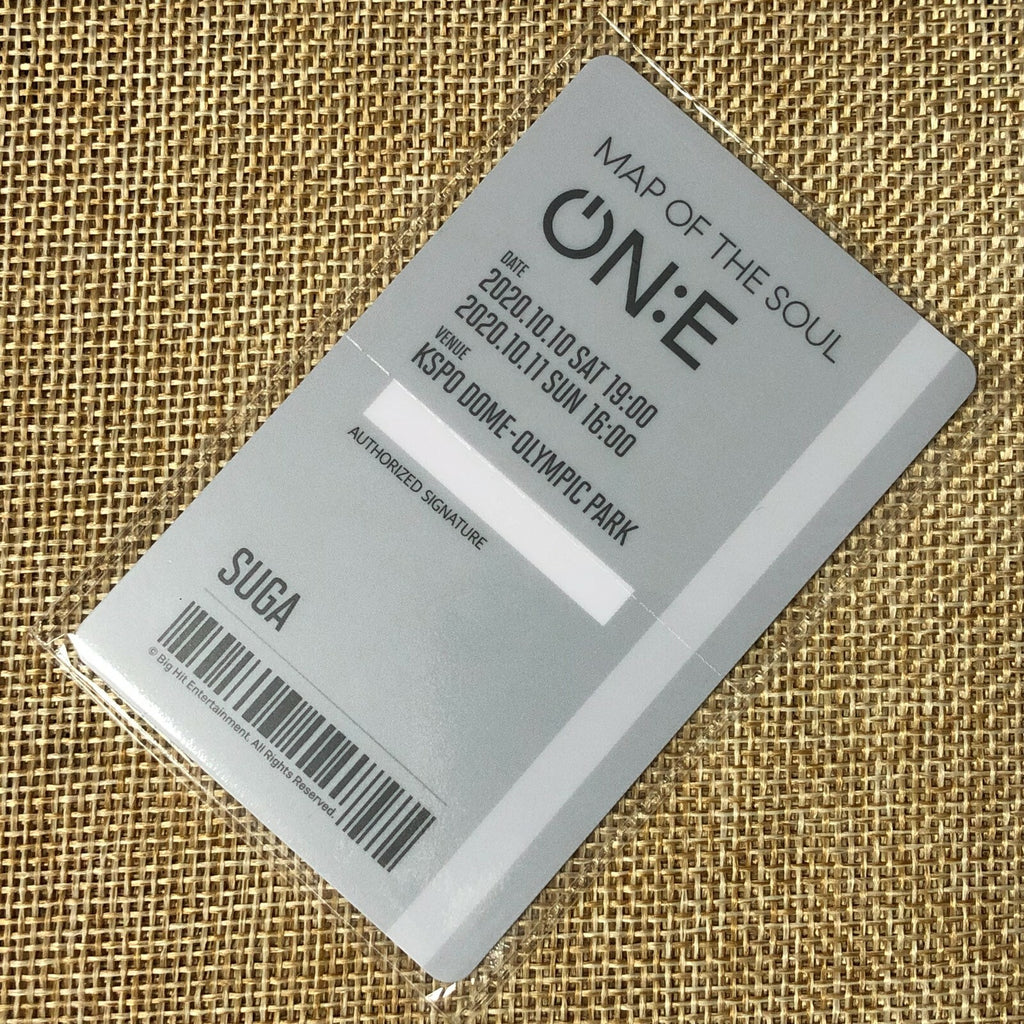 MAP OF THE SOUL
ON:E
DATE
2020.10.10 SAT 19:00
2020.10.11 SUN 16:00
VENUE
KSPO DOME-OLYMPIC PARK
AUTHORIZED SIGNATURE
SUGA
© Big Hit Entertainment. All Rights Reserved.